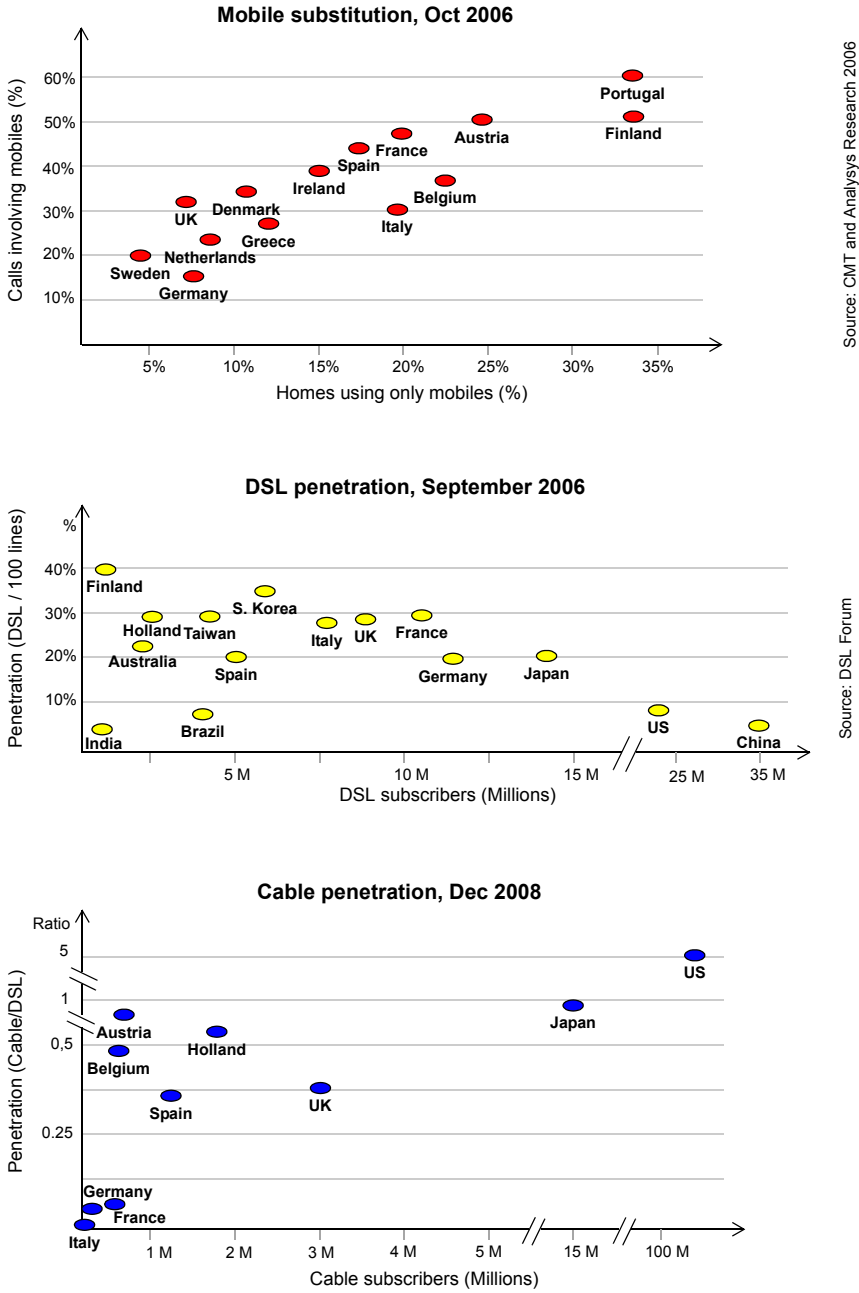 Mobile substitution, Oct 2006
Calls involving mobiles (%)
60%
50%
40%
30%
20%
10%
Portugal
Finland
Austria
France
Spain
Ireland
Belgium
Denmark
UK
Italy
Greece
Netherlands
Sweden
Germany
5%
10%
15%
20%
25%
30%
35%
Homes using only mobiles (%)
Source: CMT and Analysys Research 2006
DSL penetration, September 2006
Penetration (DSL / 100 lines)
%
40%
30%
20%
10%
Finland
S. Korea
Holland
Taiwan
Italy
UK
France
Australia
Spain
Germany
Japan
Brazil
US
India
China
5 M
10 M
15 M
25 M
35 M
DSL subscribers (Millions)
Source: DSL Forum
Cable penetration, Dec 2008
Penetration (Cable/DSL)
Ratio
5
1
0,5
0.25
US
Japan
Austria
Holland
Belgium
Spain
UK
Germany
France
Italy
1 M
2 M
3 M
4 M
5 M
15 M
100 M
Cable subscribers (Millions)